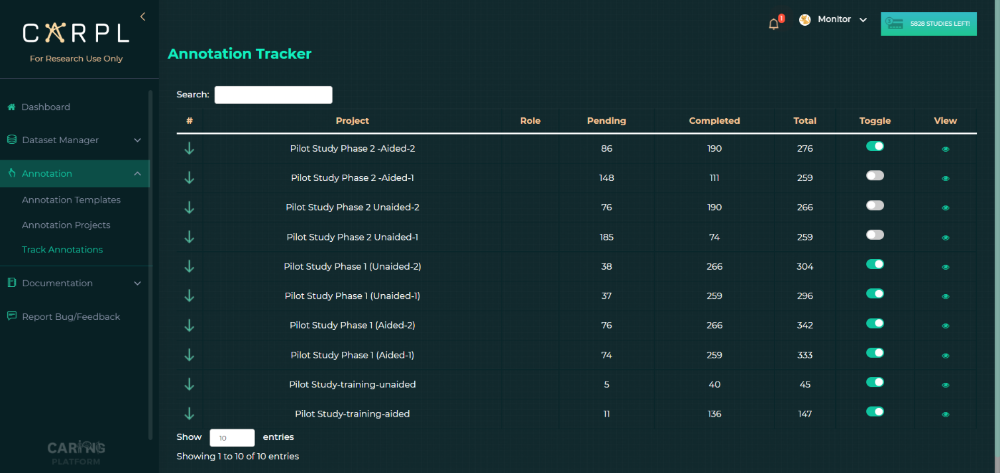 CARPL
For Research Use Only
Dashboard
Dataset Manager
Annotation
Annotation Templates
Annotation Projects
Track Annotations
Documentation
Report Bug/Feedback
CARING
PLATFORM
1
Monitor
5828 STUDIES LEFT!
Annotation Tracker
Search:
# Project Role Pending Completed Total Toggle View
Pilot Study Phase 2 -Aided-2 86 190 276
Pilot Study Phase 2 -Aided-1 148 111 259
Pilot Study Phase 2 Unaided-2 76 190 266
Pilot Study Phase 2 Unaided-1 185 74 259
Pilot Study Phase 1 (Unaided-2) 38 266 304
Pilot Study Phase 1 (Unaided-1) 37 259 296
Pilot Study Phase 1 (Aided-2) 76 266 342
Pilot Study Phase 1 (Aided-1) 74 259 333
Pilot Study-training-unaided 5 40 45
Pilot Study-training-aided 11 136 147
Show 10 entries
Showing 1 to 10 of 10 entries